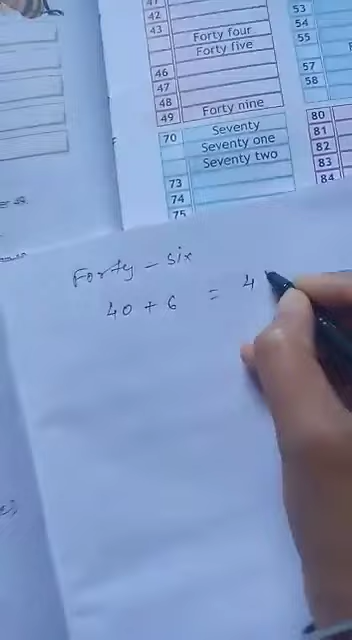 41
42
43
Forty four
Forty five
46
47
48
49 Forty nine
53
54
55
57
58
70 Seventy
Seventy one
Seventy two
73
74
75
80
81
82
83
84
Forty - six
40 + 6 = 4